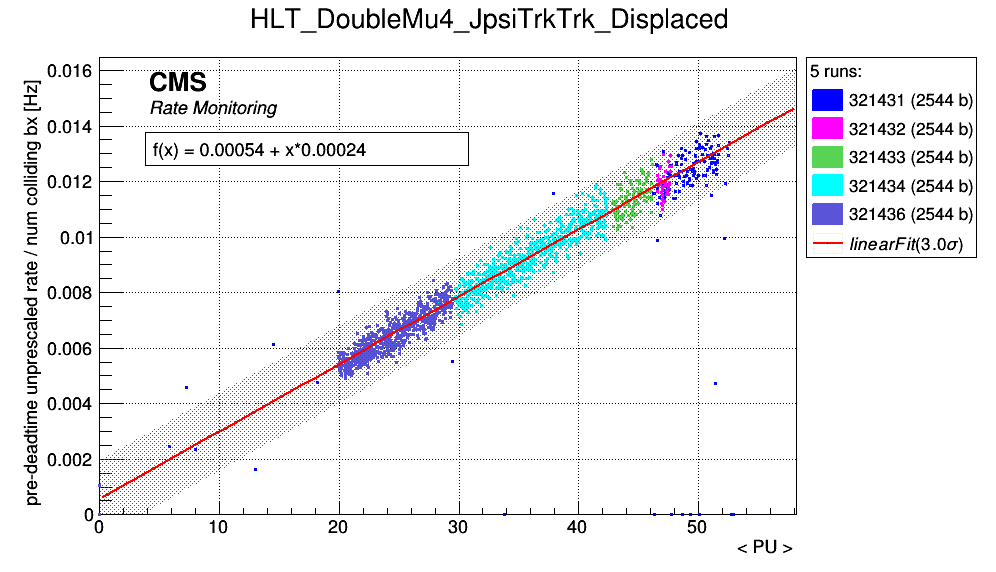 HLT_DoubleMu4_JpsiTrkTrk_Displaced
pre-deadtime unprescaled rate / num colliding bx [Hz]
0.016
0.014
0.012
0.01
0.008
0.006
0.004
0.002
0
CMS
Rate Monitoring
f(x) = 0.00054 + x*0.00024
0 10 20 30 40 50
< PU >
5 runs:
321431 (2544 b)
321432 (2544 b)
321433 (2544 b)
321434 (2544 b)
321436 (2544 b)
linearFit(3.0σ)